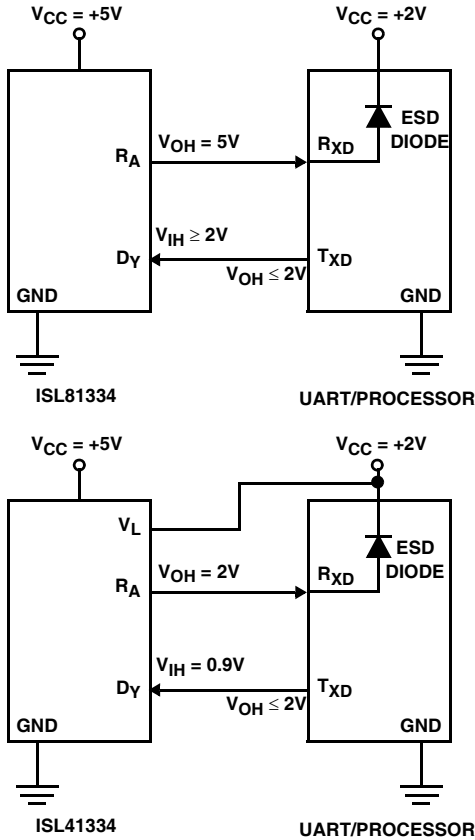 VCC = +5V
VCC = +2V
ESD
DIODE
RA
VOH = 5V
RXD
VIH ≥ 2V
DY
TXD
VOH ≤ 2V
GND
GND
ISL81334
UART/PROCESSOR
VCC = +5V
VCC = +2V
VL
ESD
DIODE
RA
VOH = 2V
RXD
VIH = 0.9V
DY
TXD
VOH ≤ 2V
GND
GND
ISL41334
UART/PROCESSOR